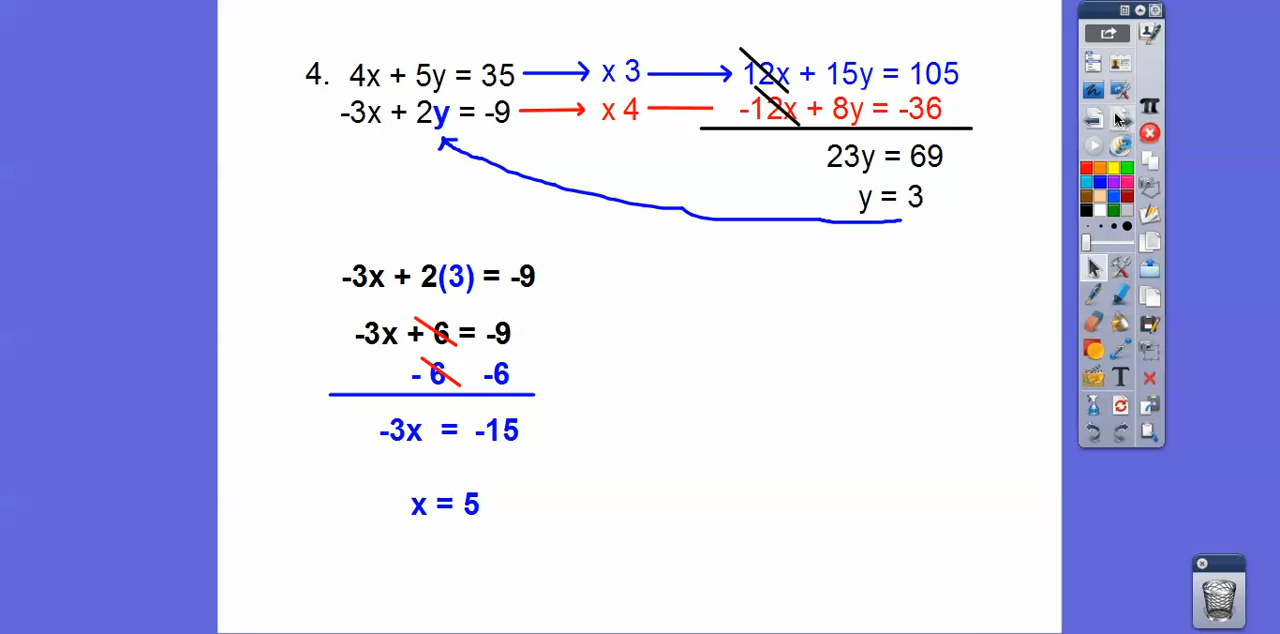 4. 4x + 5y = 35 x 3 12x + 15y = 105
-3x + 2y = -9 x 4 -12x + 8y = -36
23y = 69
y = 3
-3x + 2(3) = -9
-3x + 6 = -9
- 6 -6
-3x = -15
x = 5
π
T